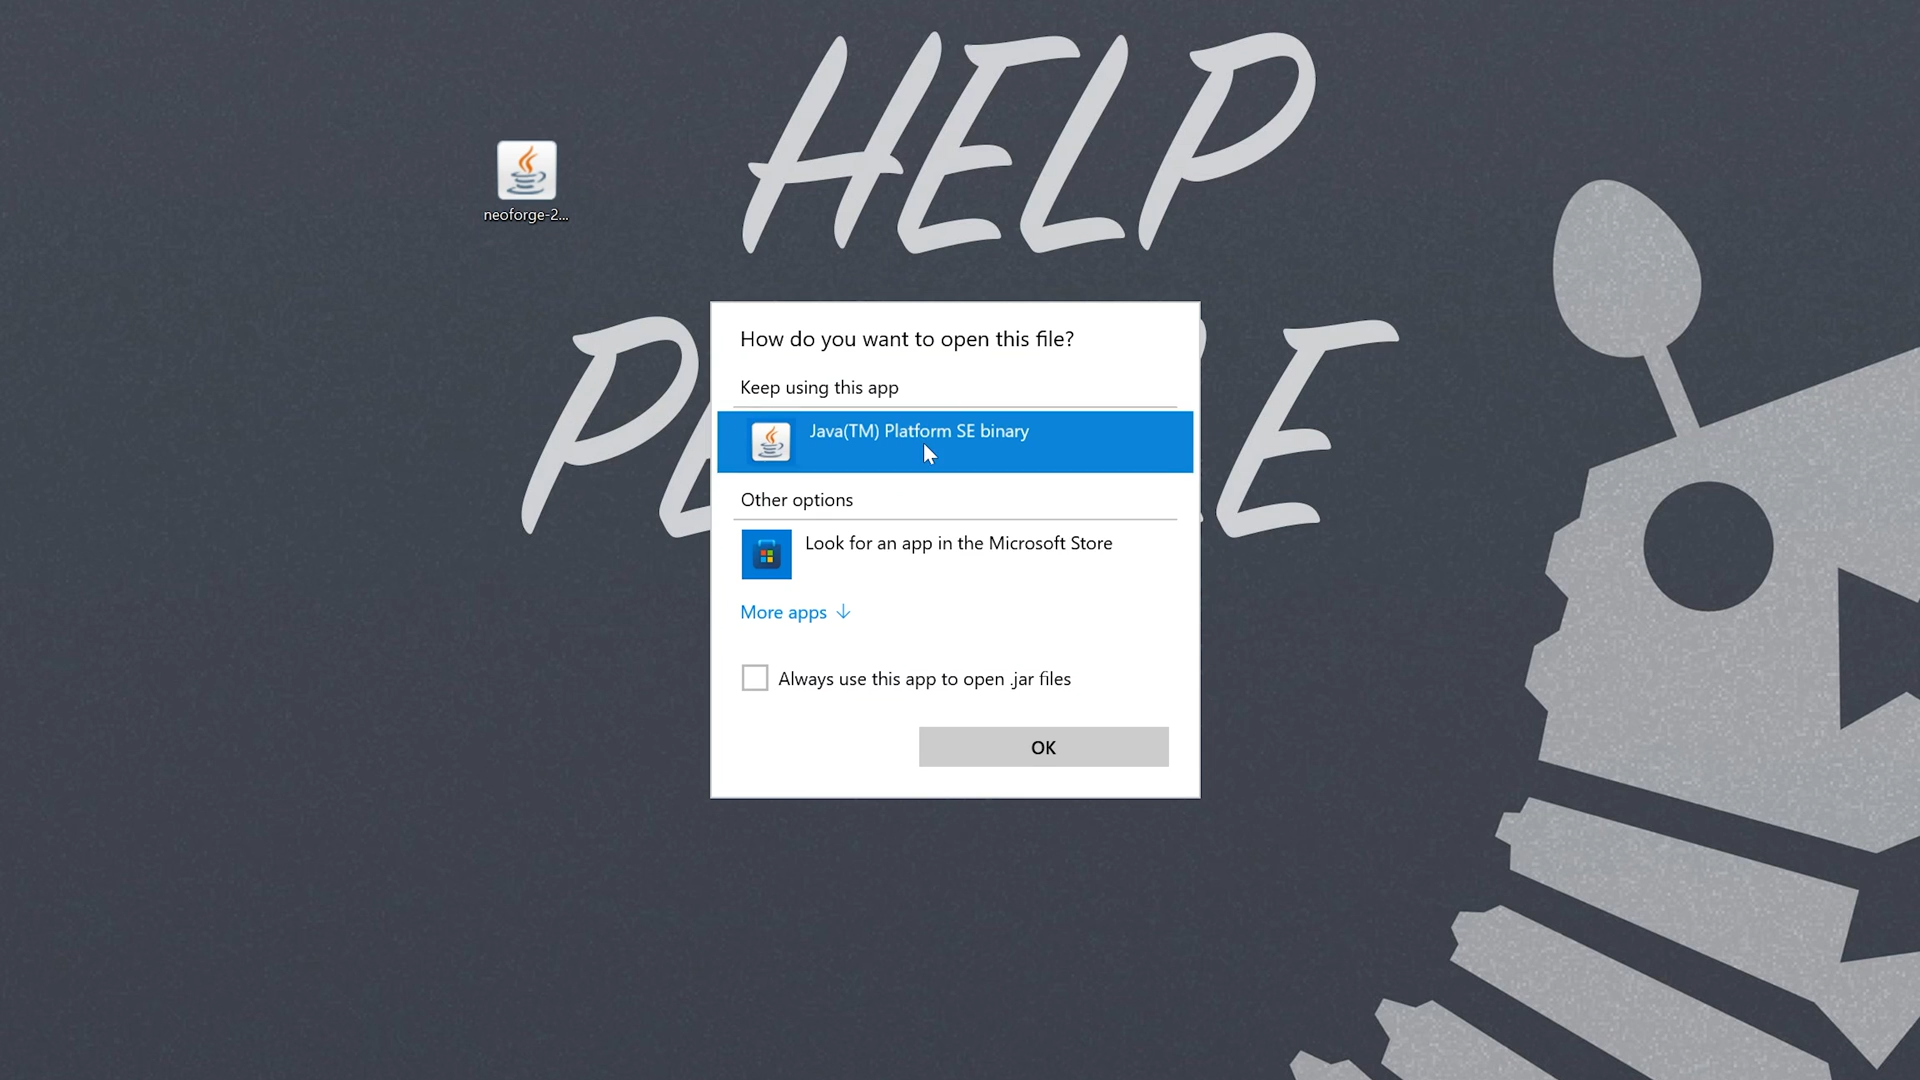 HELP
neoforge-2...
How do you want to open this file?
Keep using this app
Java(TM) Platform SE binary
Other options
Look for an app in the Microsoft Store
More apps
Always use this app to open .jar files
OK